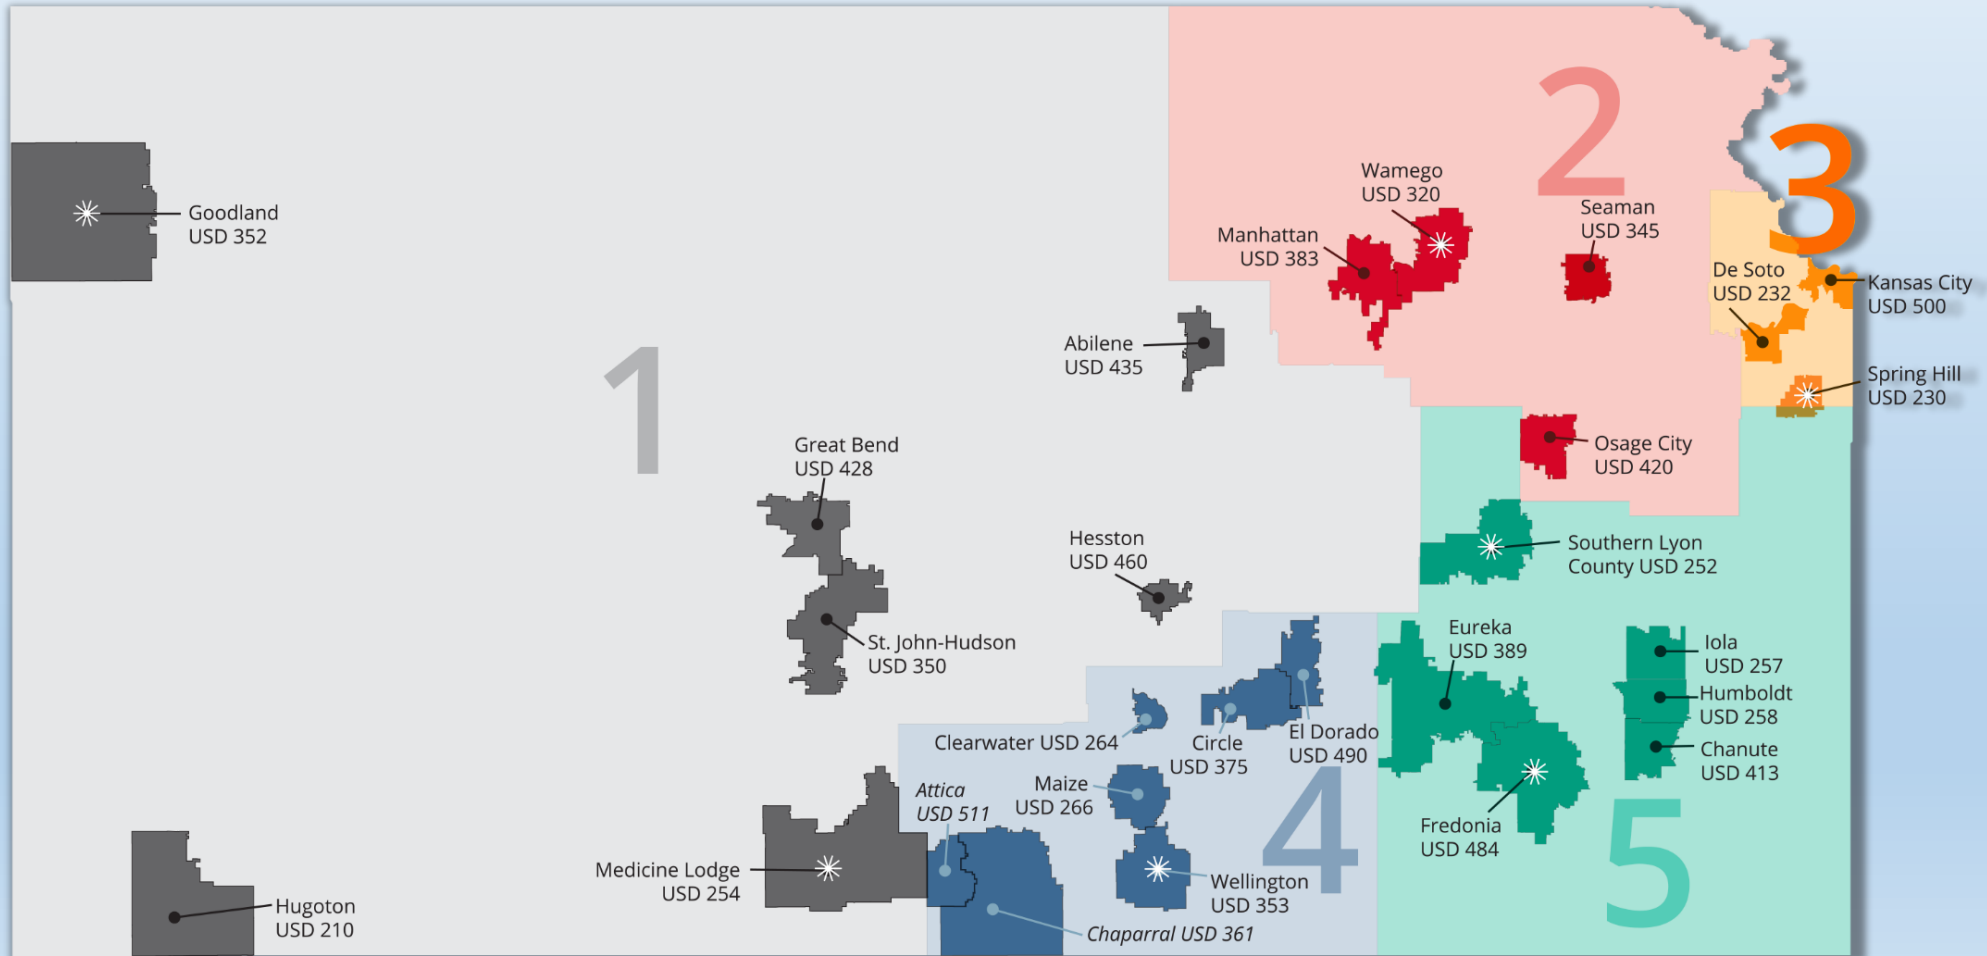 2
3
Wamego
USD 320
Seaman
USD 345
Goodland
USD 352
Manhattan
USD 383
De Soto
USD 232
Kansas City
USD 500
Abilene
USD 435
1
Spring Hill
USD 230
Great Bend
USD 428
Osage City
USD 420
Hesston
USD 460
Southern Lyon
County USD 252
St. John-Hudson
USD 350
Eureka
USD 389
Iola
USD 257
Humboldt
USD 258
Clearwater USD 264
Circle
USD 375
El Dorado
USD 490
Chanute
USD 413
Attica
USD 511
Maize
USD 266
4
5
Fredonia
USD 484
Medicine Lodge
USD 254
Wellington
USD 353
Hugoton
USD 210
Chaparral USD 361